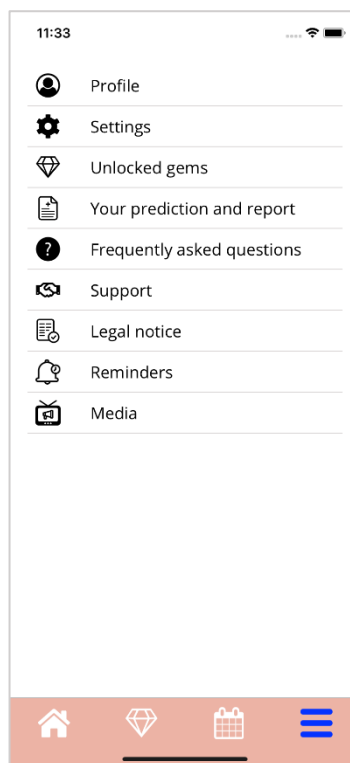 11:33
Profile
Settings
Unlocked gems
Your prediction and report
Frequently asked questions
Support
Legal notice
Reminders
Media